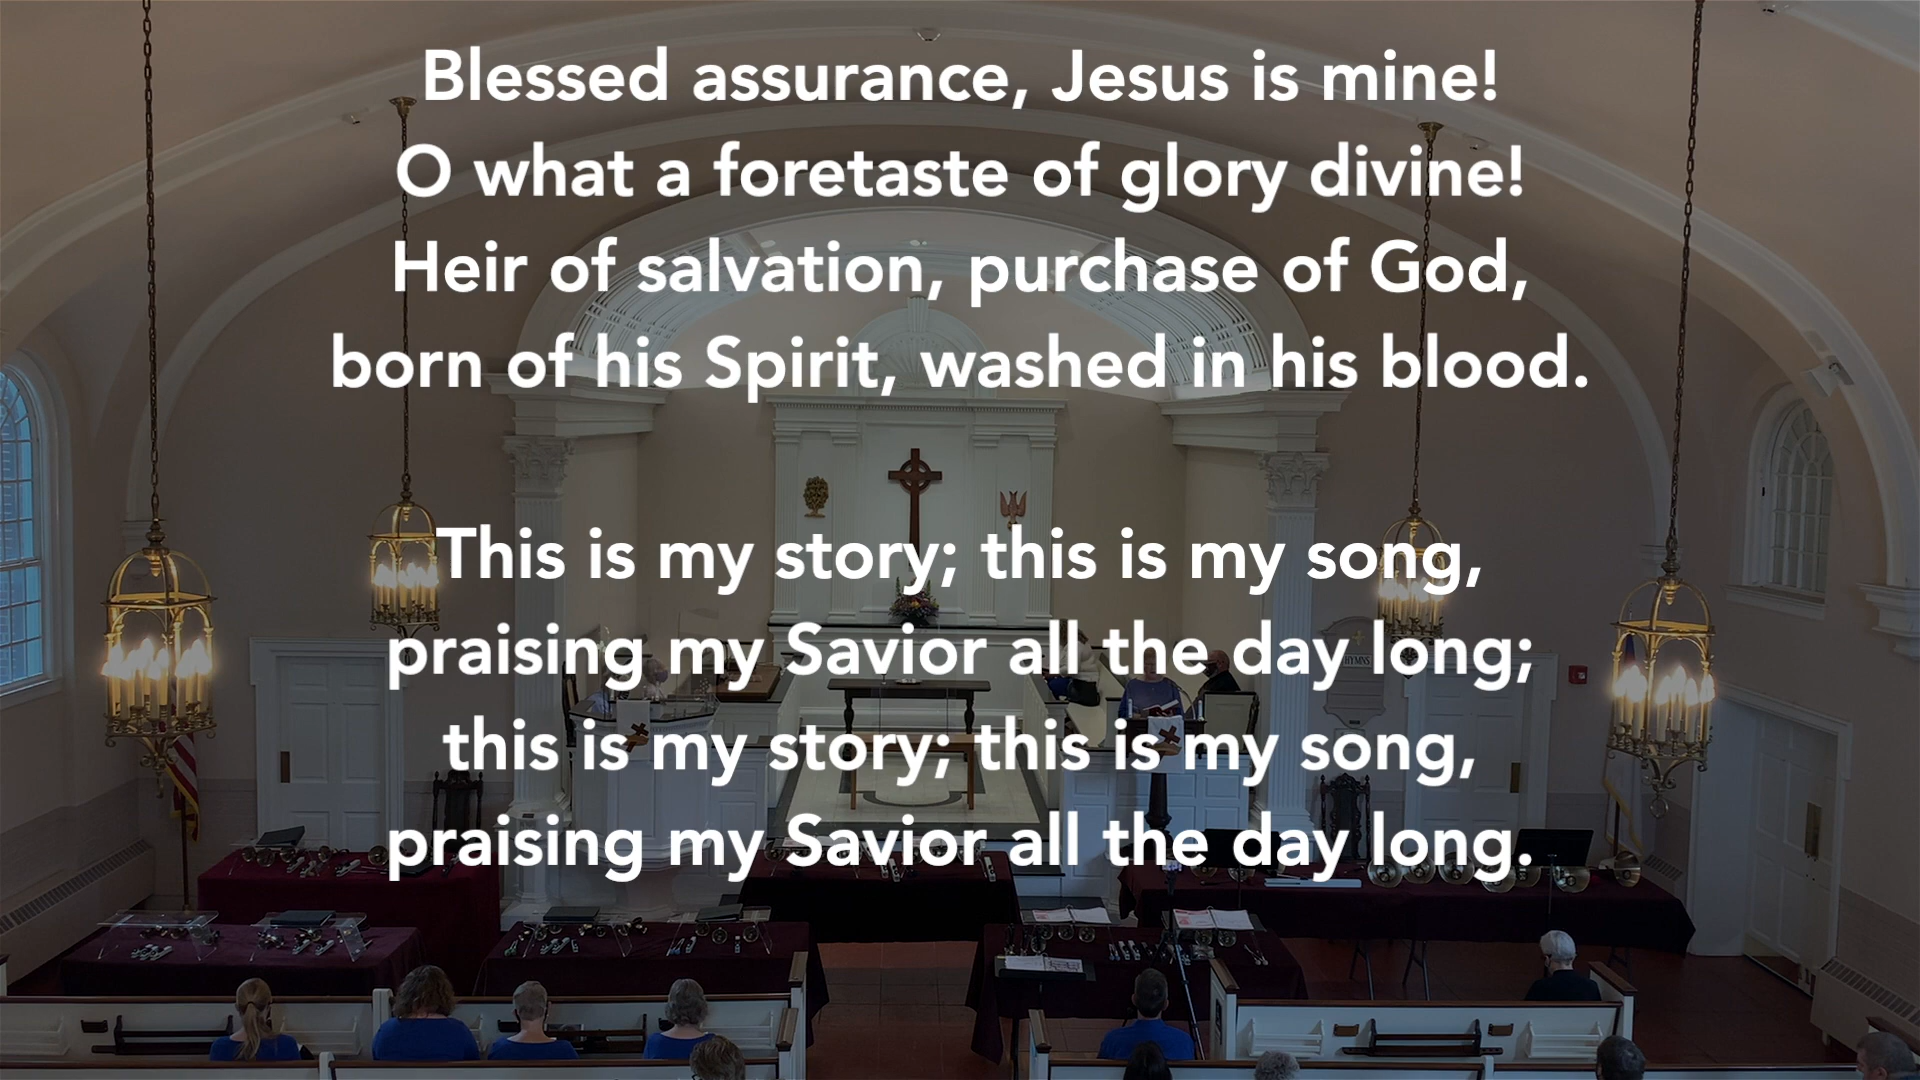 Blessed assurance, Jesus is mine!
O what a foretaste of glory divine!
Heir of salvation, purchase of God,
born of his Spirit, washed in his blood.
This is my story; this is my song,
praising my Savior all the day long;
this is my story; this is my song,
praising my Savior all the day long.
HYMNS